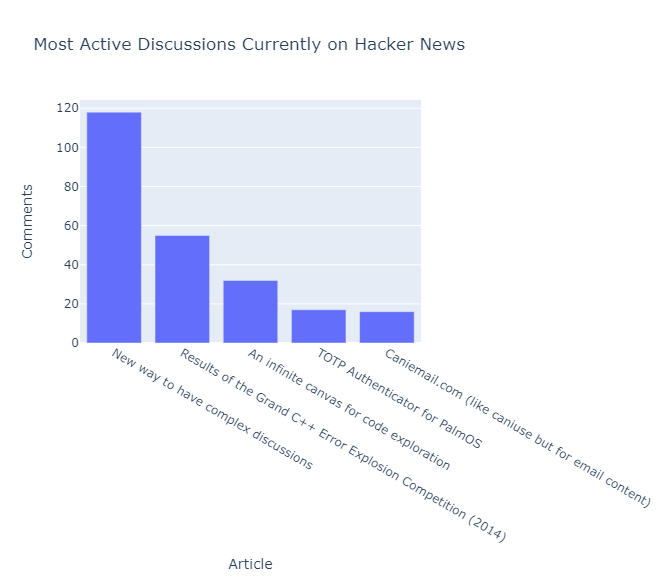 Most Active Discussions Currently on Hacker News
Comments
120
100
80
60
40
20
0
New way to have complex discussions
Results of the Grand C++ Error Explosion Competition (2014)
An infinite canvas for code exploration
TOTP Authenticator for PalmOS
Caniemail.com (like caniuse but for email content)
Article